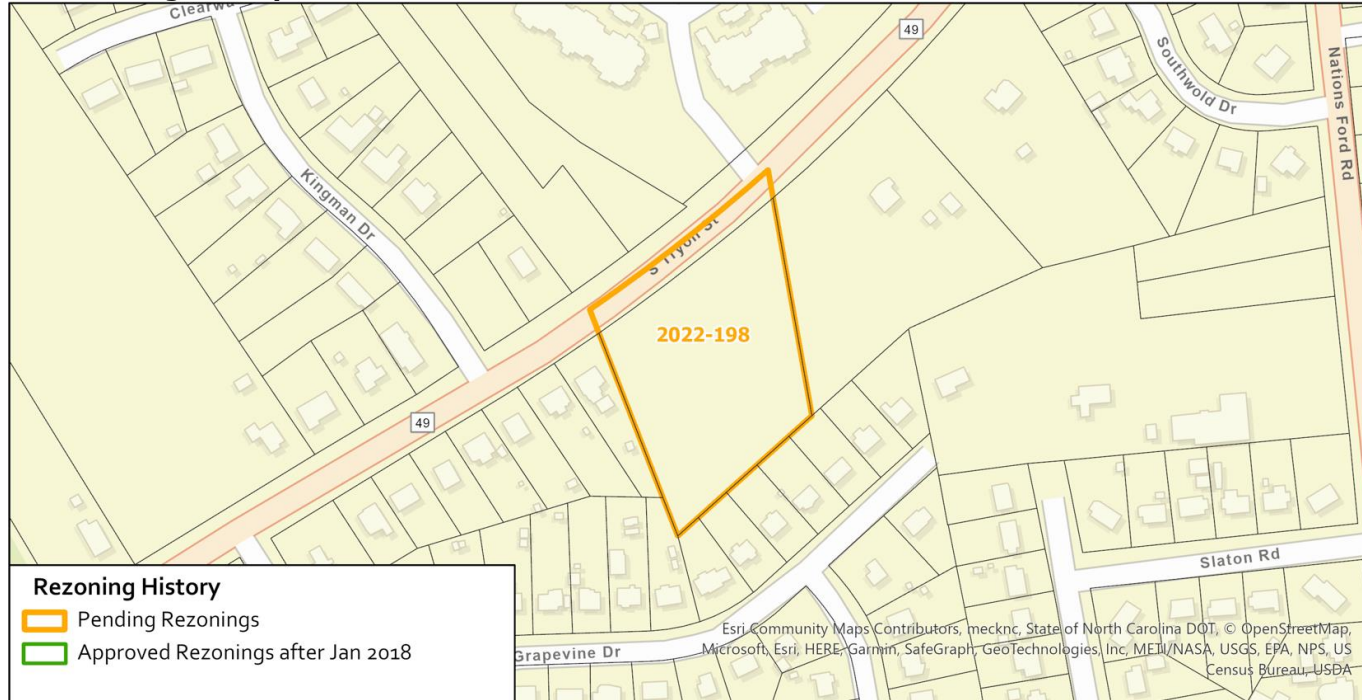 49
Southwold Dr
Nations Ford Rd
Kingman Dr
S Tryon St
2022-198
49
Slaton Rd
Grapevine Dr
Rezoning History
Pending Rezonings
Approved Rezonings after Jan 2018
Esri Community Maps Contributors, mecknc, State of North Carolina DOT, © OpenStreetMap,
Microsoft, Esri, HERE, Garmin, SafeGraph, GeoTechnologies, Inc, METI/NASA, USGS, EPA, NPS, US
Census Bureau, USDA